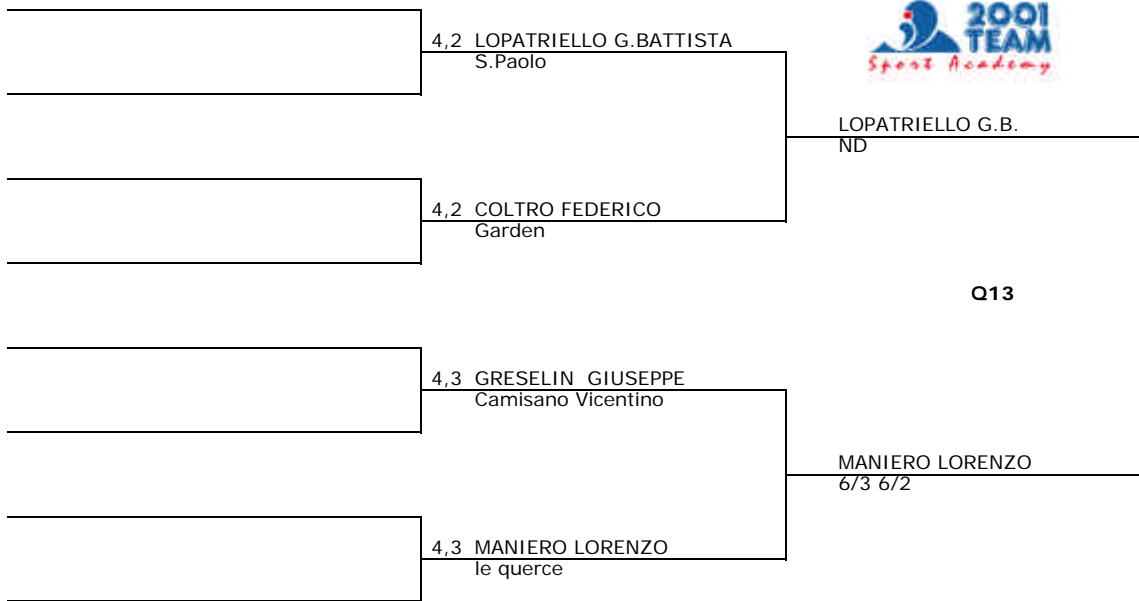 2001
TEAM
Sport Academy
4,2 LOPATRIELLO G.BATTISTA
S.Paolo
LOPATRIELLO G.B.
ND
4,2 COLTRO FEDERICO
Garden
Q13
4,3 GRESELIN GIUSEPPE
Camisano Vicentino
MANIERO LORENZO
6/3 6/2
4,3 MANIERO LORENZO
le querce